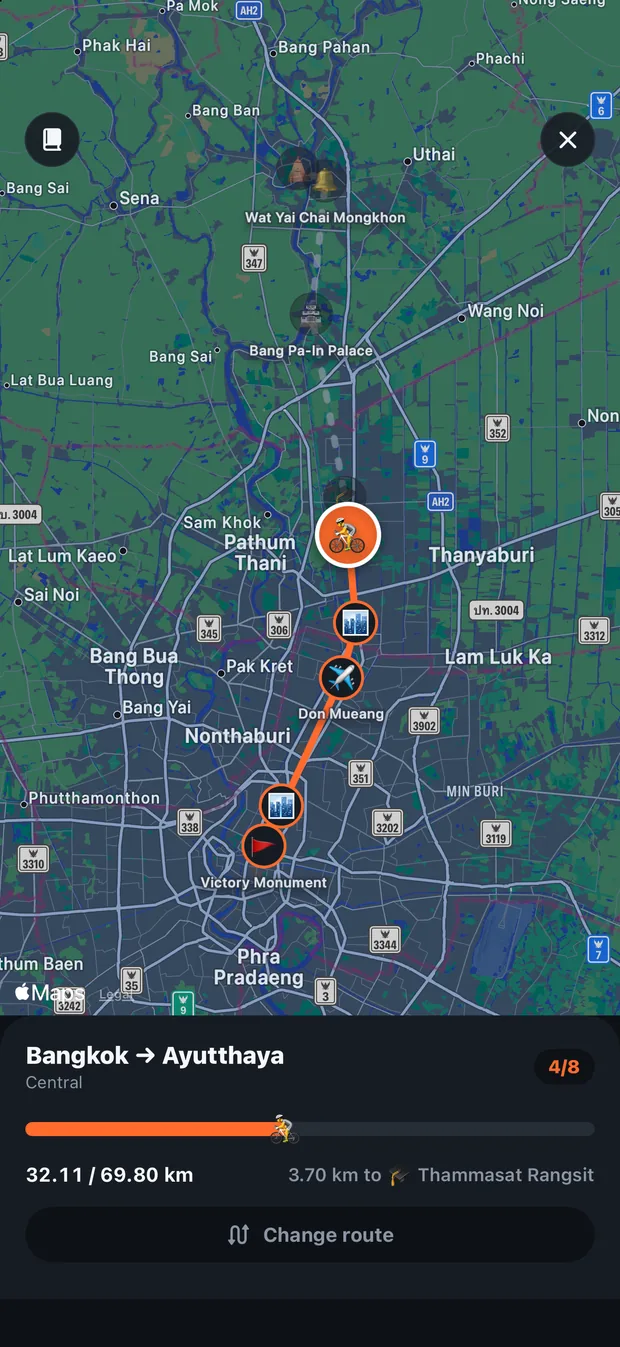 Pa Mok
AH2
Nong Saeng
Phak Hai
Bang Pahan
Phachi
6
Bang Ban
Uthai
Bang Sai
Sena
Wat Yai Chai Mongkhon
347
Wang Noi
Bang Sai
Bang Pa-In Palace
Lat Bua Luang
352
Non
9
AH2
305
บ. 3004
Sam Khok
Pathum
Thani
Lat Lum Kaeo
Thanyaburi
Sai Noi
ปท. 3004
345
306
3312
Bang Bua
Thong
Pak Kret
Lam Luk Ka
Bang Yai
Don Mueang
3902
Nonthaburi
351
MIN BURI
Phutthamonthon
338
3202
3119
3310
Victory Monument
3344
7
thum Baen
Phra
Pradaeng
35
Maps
Legal
3242
9
3
Bangkok → Ayutthaya
4/8
Central
32.11 / 69.80 km
3.70 km to Thammasat Rangsit
Change route